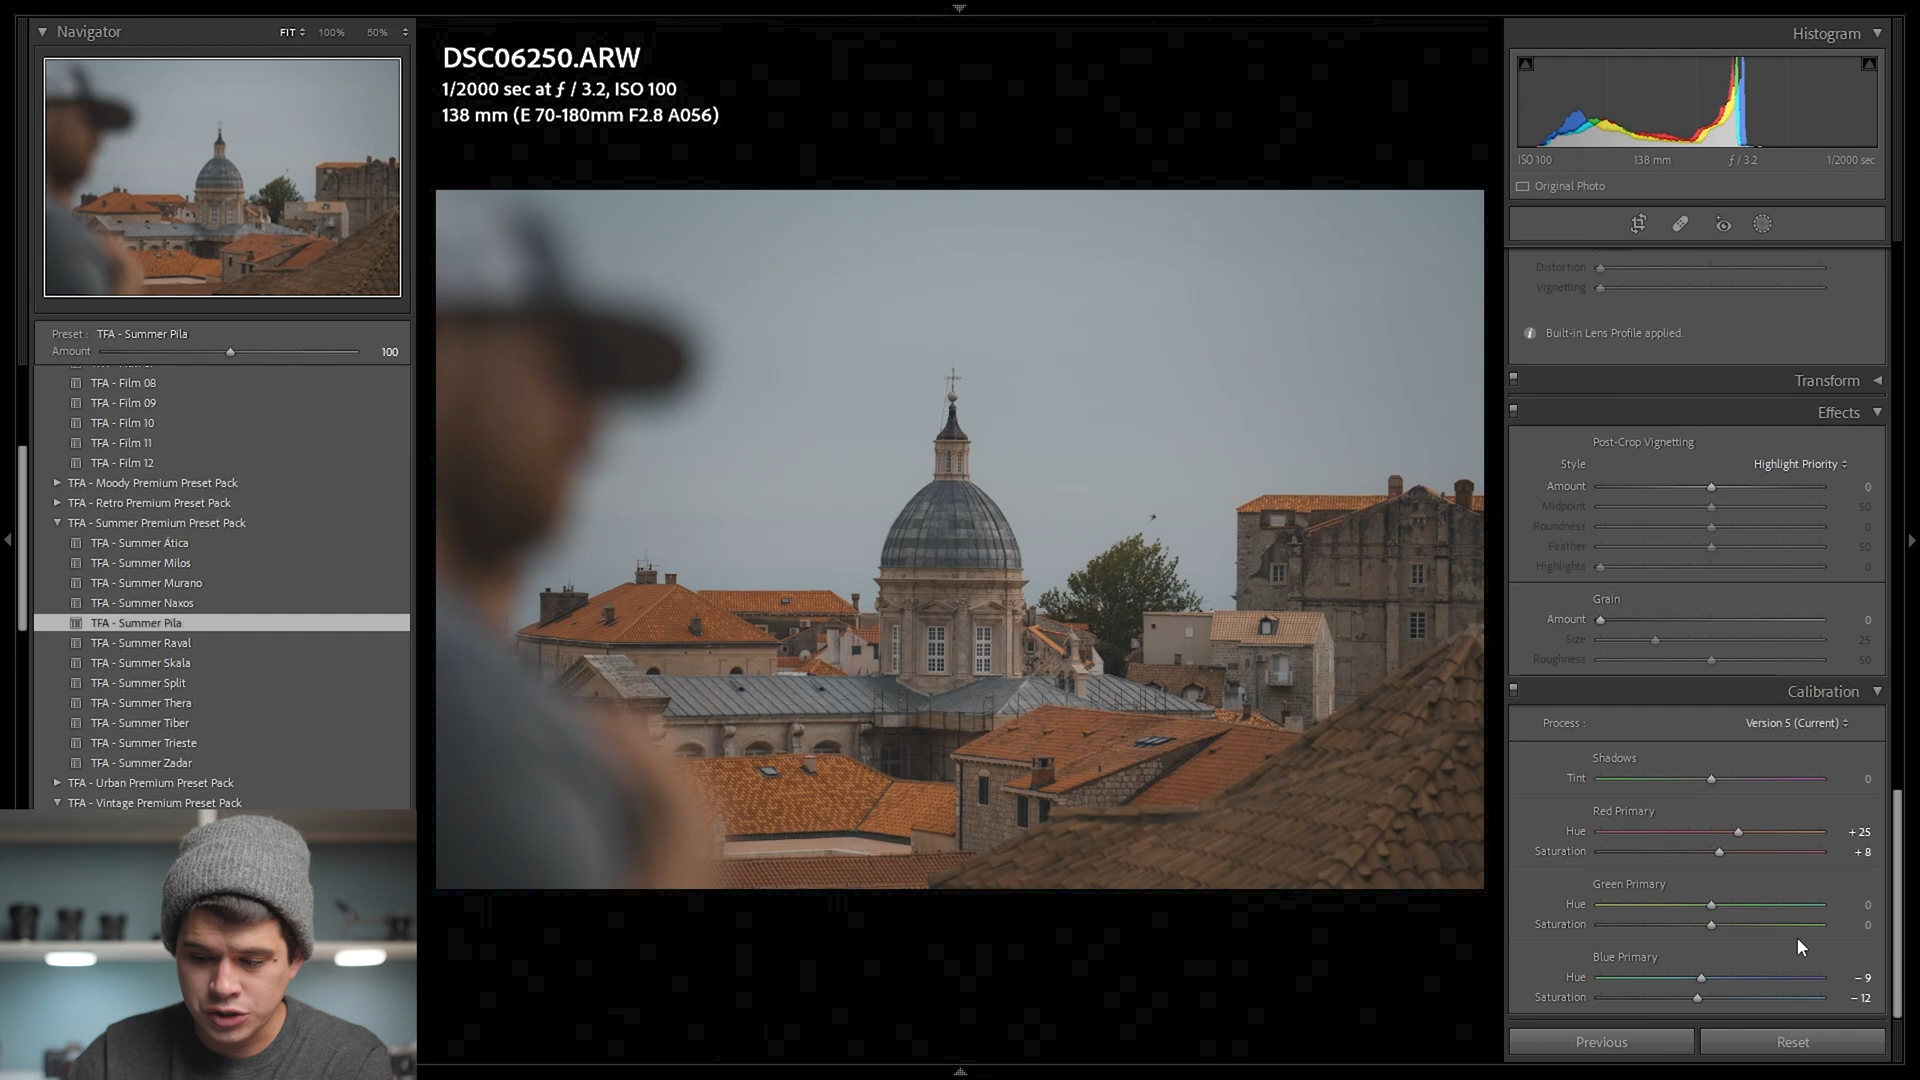 Navigator
FIT 100% 50%
Preset : TFA - Summer Pila
Amount 100
TFA - Film 08
TFA - Film 09
TFA - Film 10
TFA - Film 11
TFA - Film 12
TFA - Moody Premium Preset Pack
TFA - Retro Premium Preset Pack
TFA - Summer Premium Preset Pack
TFA - Summer Ática
TFA - Summer Milos
TFA - Summer Murano
TFA - Summer Naxos
TFA - Summer Pila
TFA - Summer Raval
TFA - Summer Skala
TFA - Summer Split
TFA - Summer Thera
TFA - Summer Tiber
TFA - Summer Trieste
TFA - Summer Zadar
TFA - Urban Premium Preset Pack
TFA - Vintage Premium Preset Pack
DSC06250.ARW
1/2000 sec at ƒ / 3.2, ISO 100
138 mm (E 70-180mm F2.8 A056)
Histogram
ISO 100 138 mm ƒ / 3.2 1/2000 sec
Original Photo
Distortion
Vignetting
Built-in Lens Profile applied.
Transform
Effects
Post-Crop Vignetting
Style Highlight Priority
Amount 0
Midpoint 50
Roundness 0
Feather 50
Highlights 0
Grain
Amount 0
Size 25
Roughness 50
Calibration
Process : Version 5 (Current)
Shadows
Tint 0
Red Primary
Hue + 25
Saturation + 8
Green Primary
Hue 0
Saturation 0
Blue Primary
Hue - 9
Saturation - 12
Previous Reset